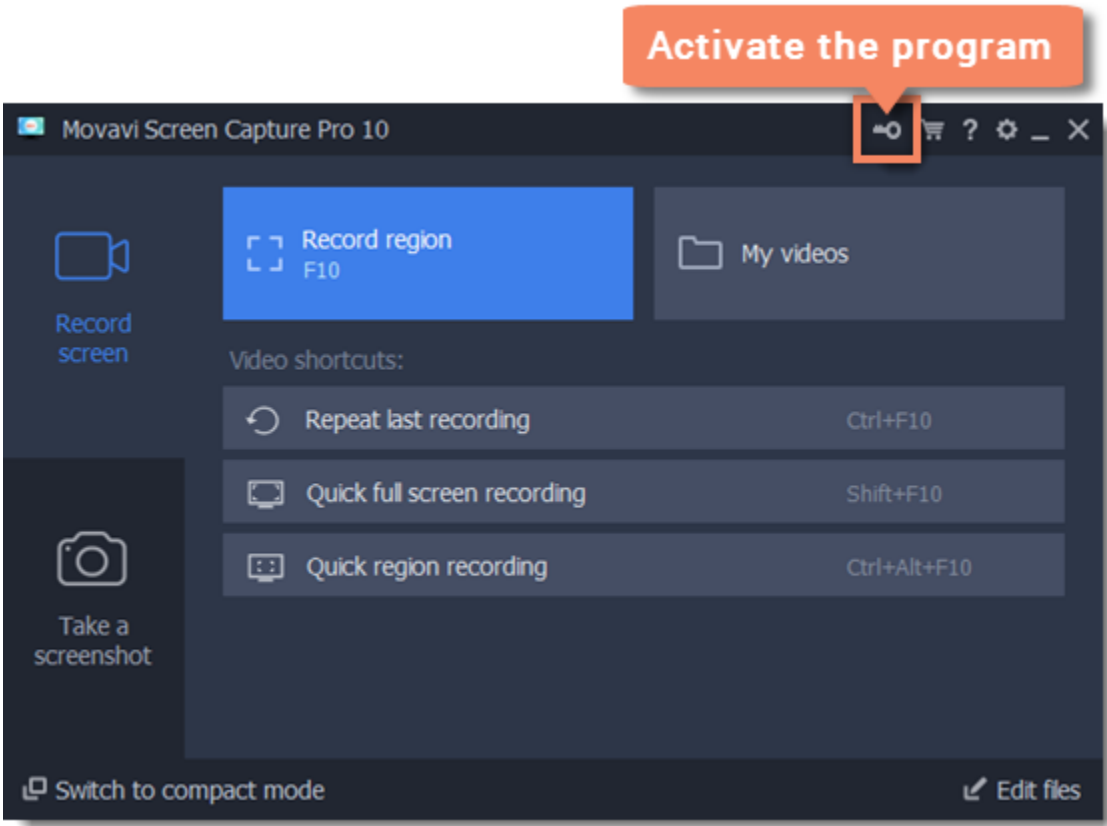 Activate the program
Movavi Screen Capture Pro 10
?
Record
screen
Record region
F10
My videos
Video shortcuts:
Repeat last recording Ctrl+F10
Quick full screen recording Shift+F10
Quick region recording Ctrl+Alt+F10
Take a
screenshot
Switch to compact mode Edit files